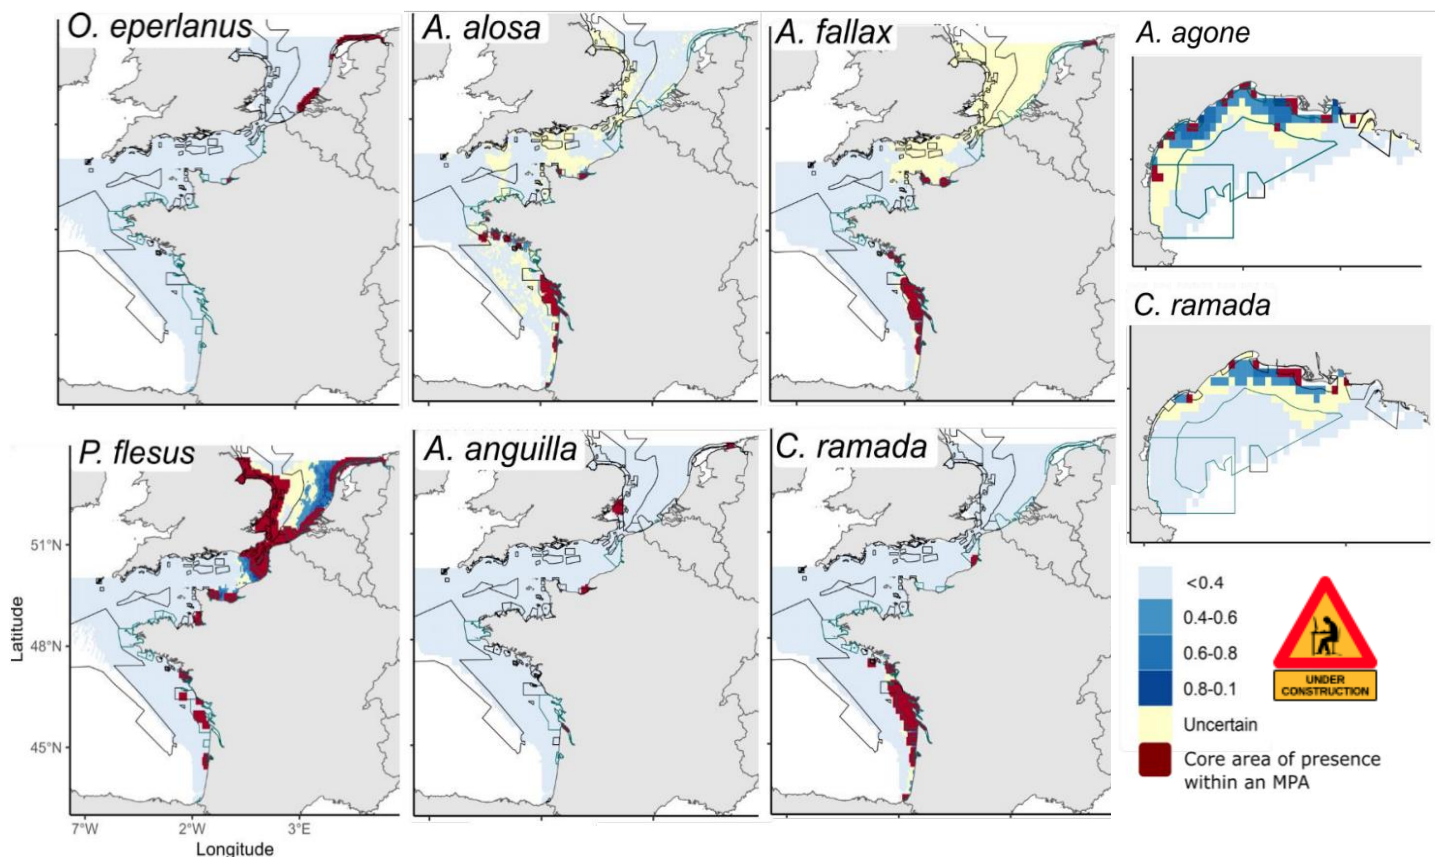 O. eperlanus
A. alosa
A. fallax
A. agone
C. ramada
P. flesus
A. anguilla
C. ramada
51°N
48°N
45°N
Latitude
7°W
2°W
3°E
Longitude
<0.4
0.4-0.6
0.6-0.8
0.8-0.1
Uncertain
Core area of presence
within an MPA
UNDER
CONSTRUCTION